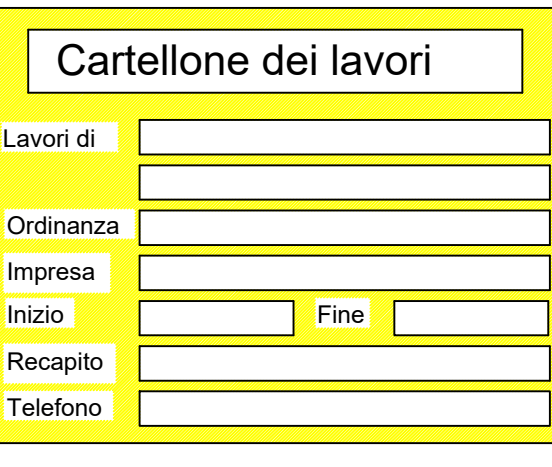 Cartellone dei lavori
Lavori di
Ordinanza
Impresa
Inizio Fine
Recapito
Telefono